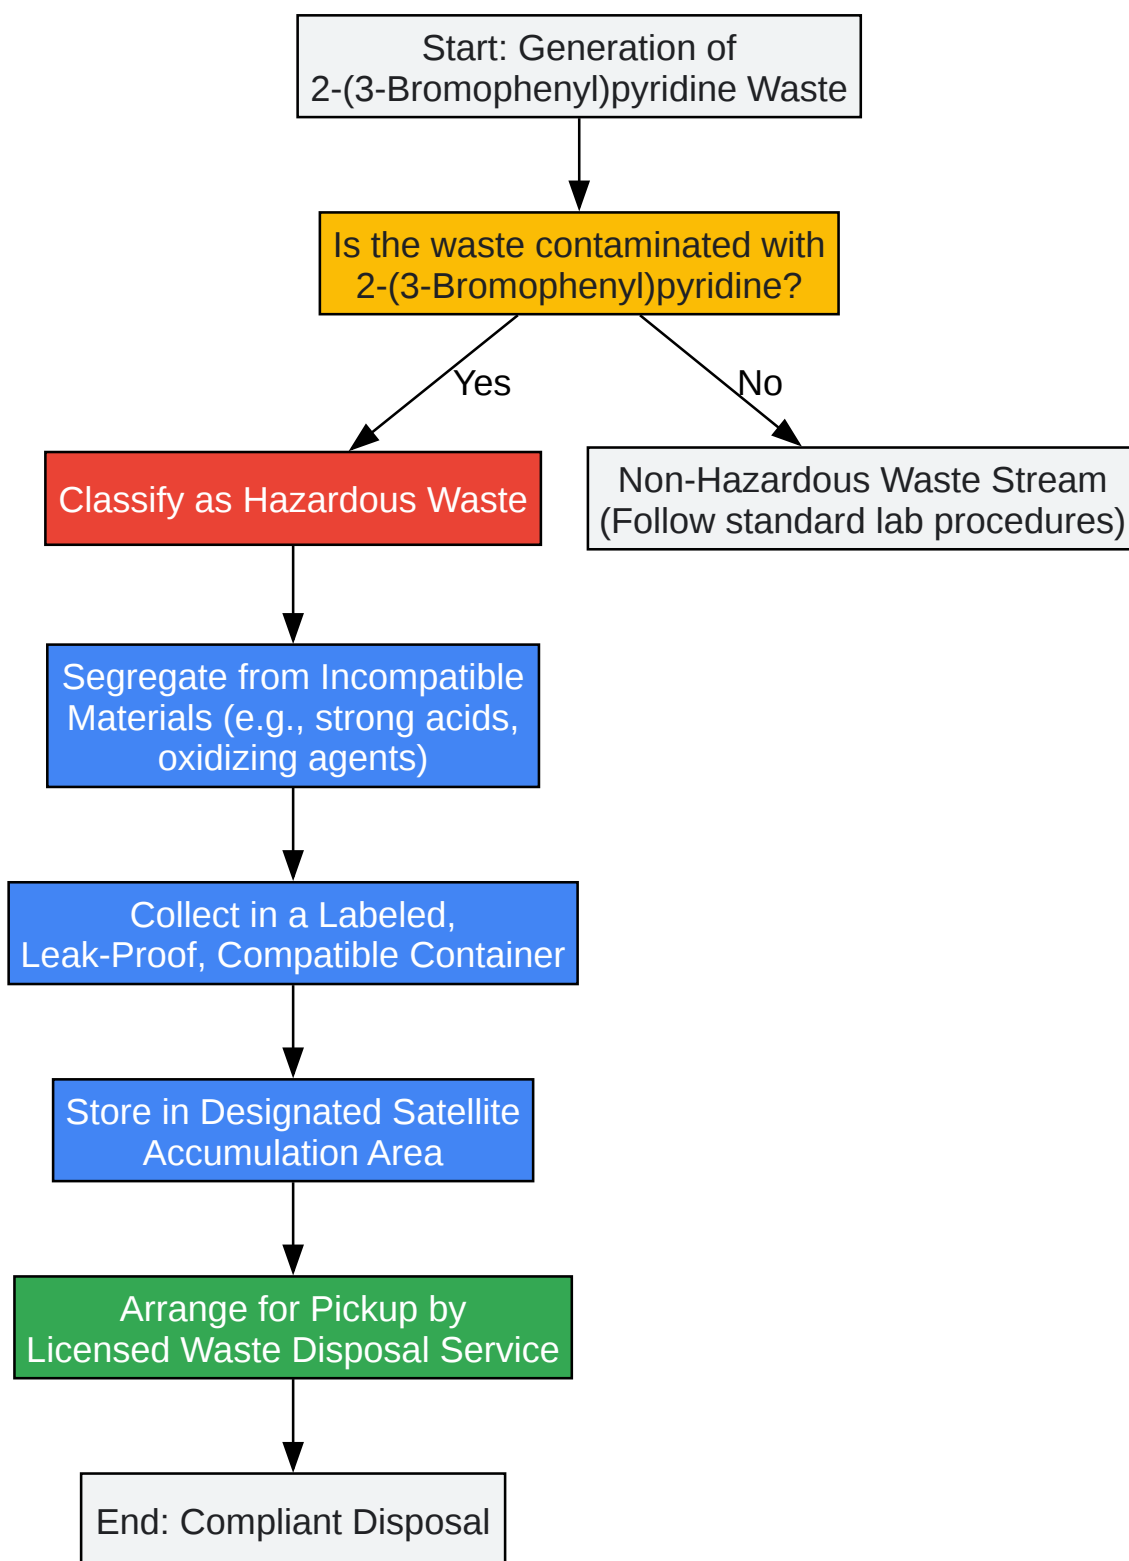 Start: Generation of
2-(3-Bromophenyl)pyridine Waste
Is the waste contaminated with
2-(3-Bromophenyl)pyridine?
Yes
No
Classify as Hazardous Waste
Non-Hazardous Waste Stream
(Follow standard lab procedures)
Segregate from Incompatible
Materials (e.g., strong acids,
oxidizing agents)
Collect in a Labeled,
Leak-Proof, Compatible Container
Store in Designated Satellite
Accumulation Area
Arrange for Pickup by
Licensed Waste Disposal Service
End: Compliant Disposal